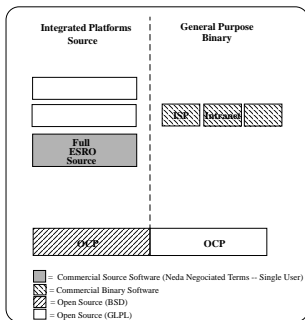 Integrated Platforms
Source
General Purpose
Binary
ISP
Intranet
Full
ESRO
Source
OCP
OCP
= Commercial Source Software (Neda Negociated Terms -- Single User)
= Commercial Binary Software
= Open Source (BSD)
= Open Source (GLPL)